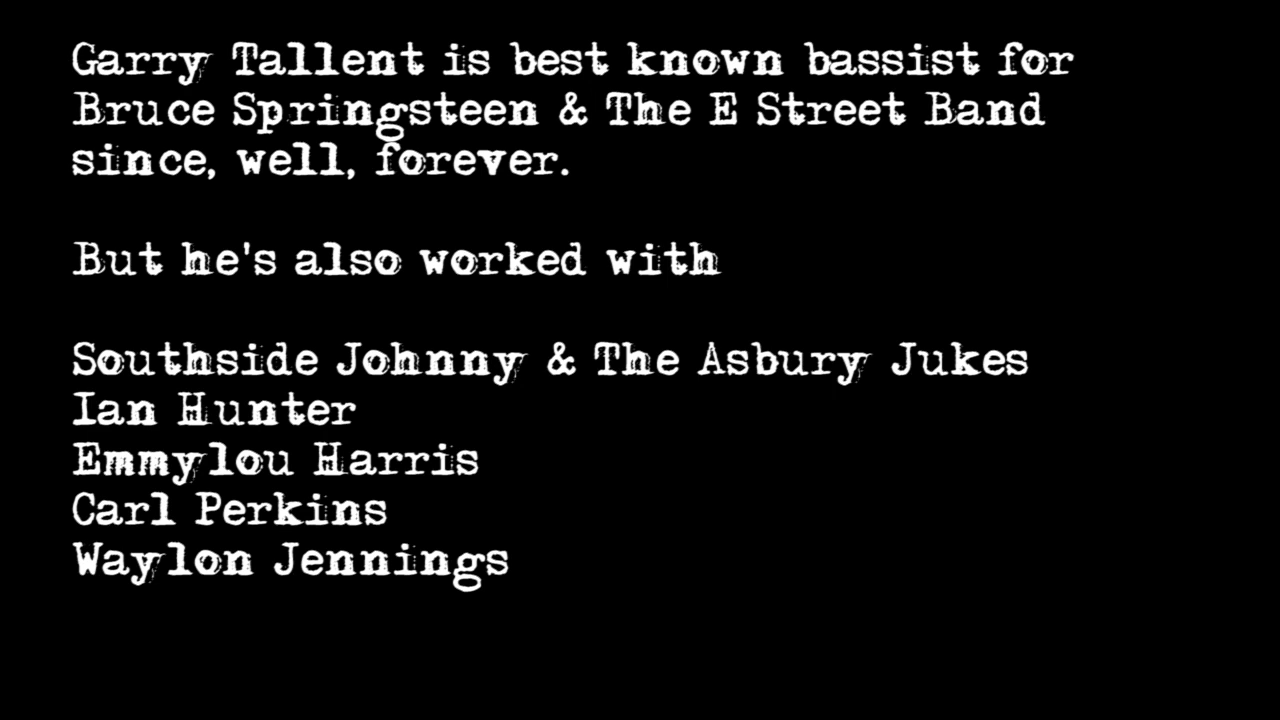 Garry Tallent is best known bassist for
Bruce Springsteen & The E Street Band
since, well, forever.
But he's also worked with
Southside Johnny & The Asbury Jukes
Ian Hunter
Emmylou Harris
Carl Perkins
Waylon Jennings